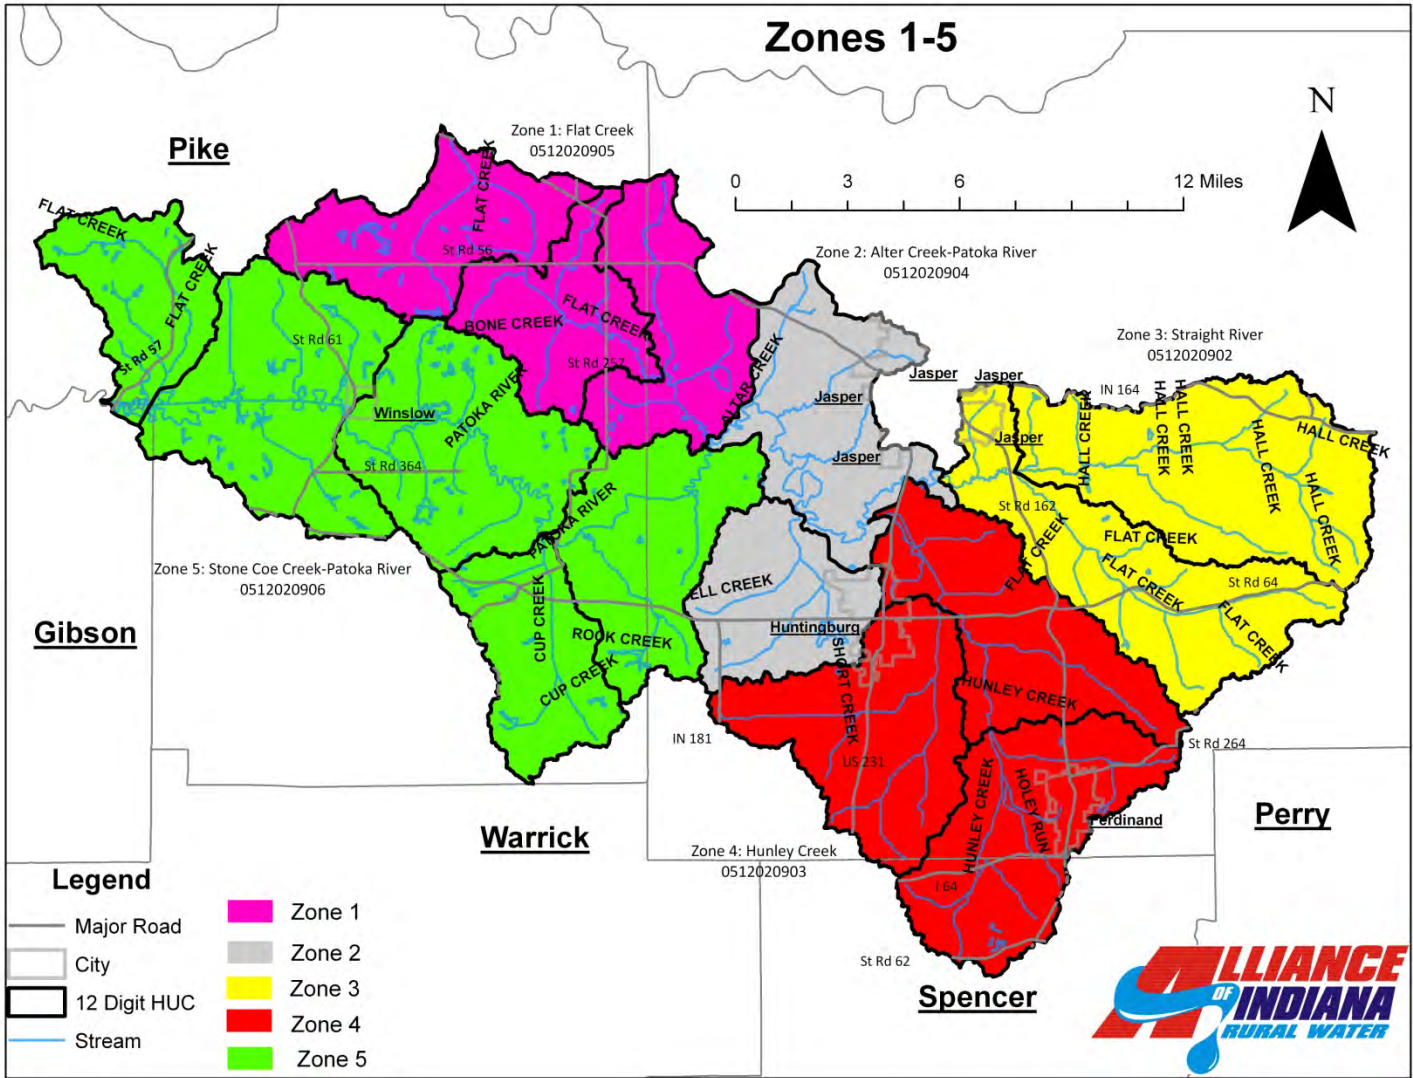 Zones 1-5
N
Pike
Zone 1: Flat Creek
0512020905
0
3
6
12 Miles
FLAT CREEK
FLAT CREEK
FLAT CREEK
St Rd 56
Zone 2: Alter Creek-Patoka River
0512020904
BONE CREEK
FLAT CREEK
St Rd 61
St Rd 57
St Rd 257
Zone 3: Straight River
0512020902
Jasper
Jasper
IN 164
Jasper
Winslow
PATOKA RIVER
ALTAR CREEK
Jasper
Jasper
HALL CREEK
HALL CREEK
HALL CREEK
HALL CREEK
HALL CREEK
HALL CREEK
St Rd 364
PATOKA RIVER
St Rd 162
FLAT CREEK
FLAT CREEK
FLAT CREEK
St Rd 64
FLAT CREEK
Zone 5: Stone Coe Creek-Patoka River
0512020906
ELL CREEK
Gibson
CUP CREEK
ROCK CREEK
Huntingburg
CUP CREEK
SHORT CREEK
HUNLEY CREEK
IN 181
US 231
St Rd 264
HUNLEY CREEK
HOLEY RUN
Ferdinand
Perry
Warrick
Zone 4: Hunley Creek
0512020903
I 64
St Rd 62
Spencer
Legend
Major Road
City
12 Digit HUC
Stream
Zone 1
Zone 2
Zone 3
Zone 4
Zone 5
ALLIANCE
OF INDIANA
RURAL WATER